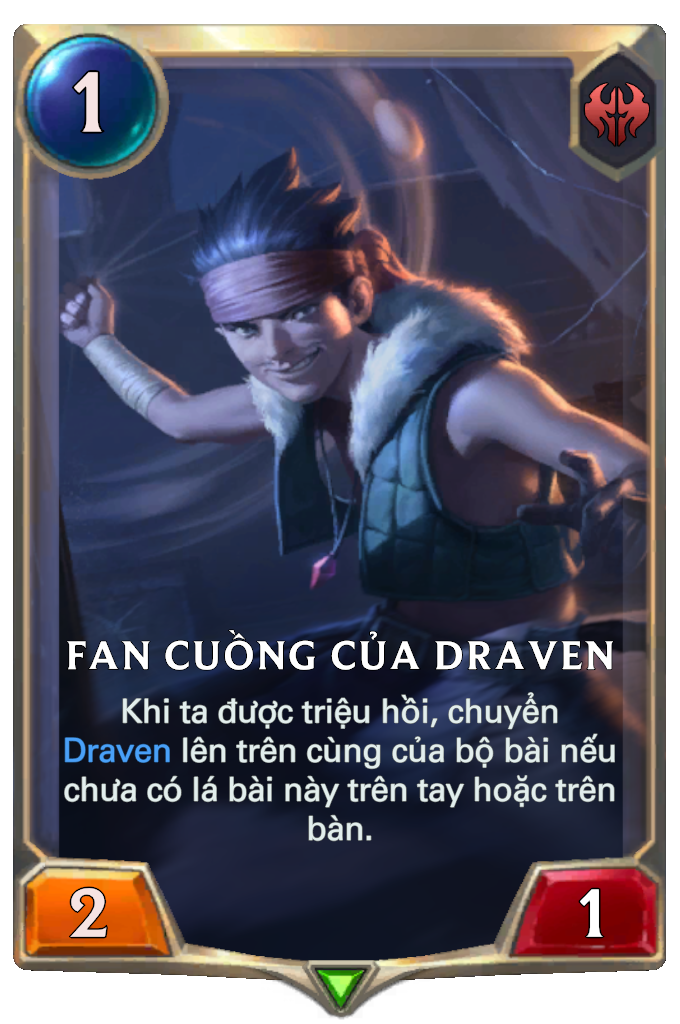 1
FAN CUỒNG CỦA DRAVEN
Khi ta được triệu hồi, chuyển
Draven lên trên cùng của bộ bài nếu
chưa có lá bài này trên tay hoặc trên
bàn.
2
1